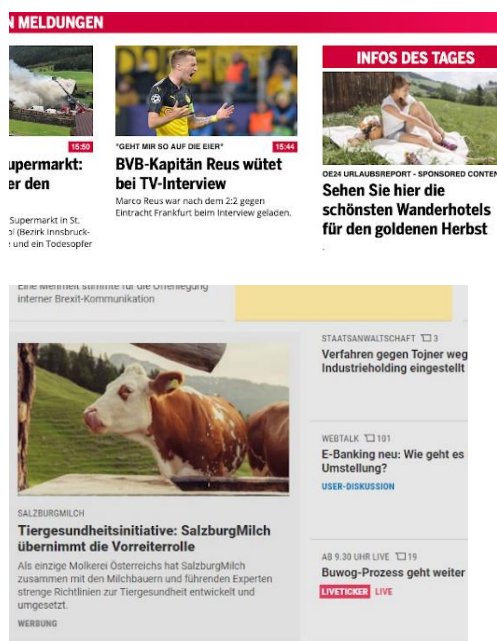 N MELDUNGEN
15:50
upermarkt:
er den
Supermarkt in St.
ol (Bezirk Innsbruck-
e und ein Todesopfer
"GEHT MIR SO AUF DIE EIER"
15:44
BVB-Kapitän Reus wütet
bei TV-Interview
Marco Reus war nach dem 2:2 gegen
Eintracht Frankfurt beim Interview geladen.
INFOS DES TAGES
OE24 URLAUBSREPORT - SPONSORED CONTEN
Sehen Sie hier die
schönsten Wanderhotels
für den goldenen Herbst
.
Eine Mehrheit stimmte für die Offenlegung
interner Brexit-Kommunikation
SALZBURGMILCH
Tiergesundheitsinitiative: SalzburgMilch
übernimmt die Vorreiterrolle
Als einzige Molkerei Österreichs hat SalzburgMilch
zusammen mit den Milchbauern und führenden Experten
strenge Richtlinien zur Tiergesundheit entwickelt und
umgesetzt.
WERBUNG
STAATSANWALTSCHAFT 3
Verfahren gegen Tojner weg
Industrieholding eingestellt
WEBTALK 101
E-Banking neu: Wie geht es
Umstellung?
USER-DISKUSSION
AB 9.30 UHR LIVE 19
Buwog-Prozess geht weiter
LIVETICKER LIVE